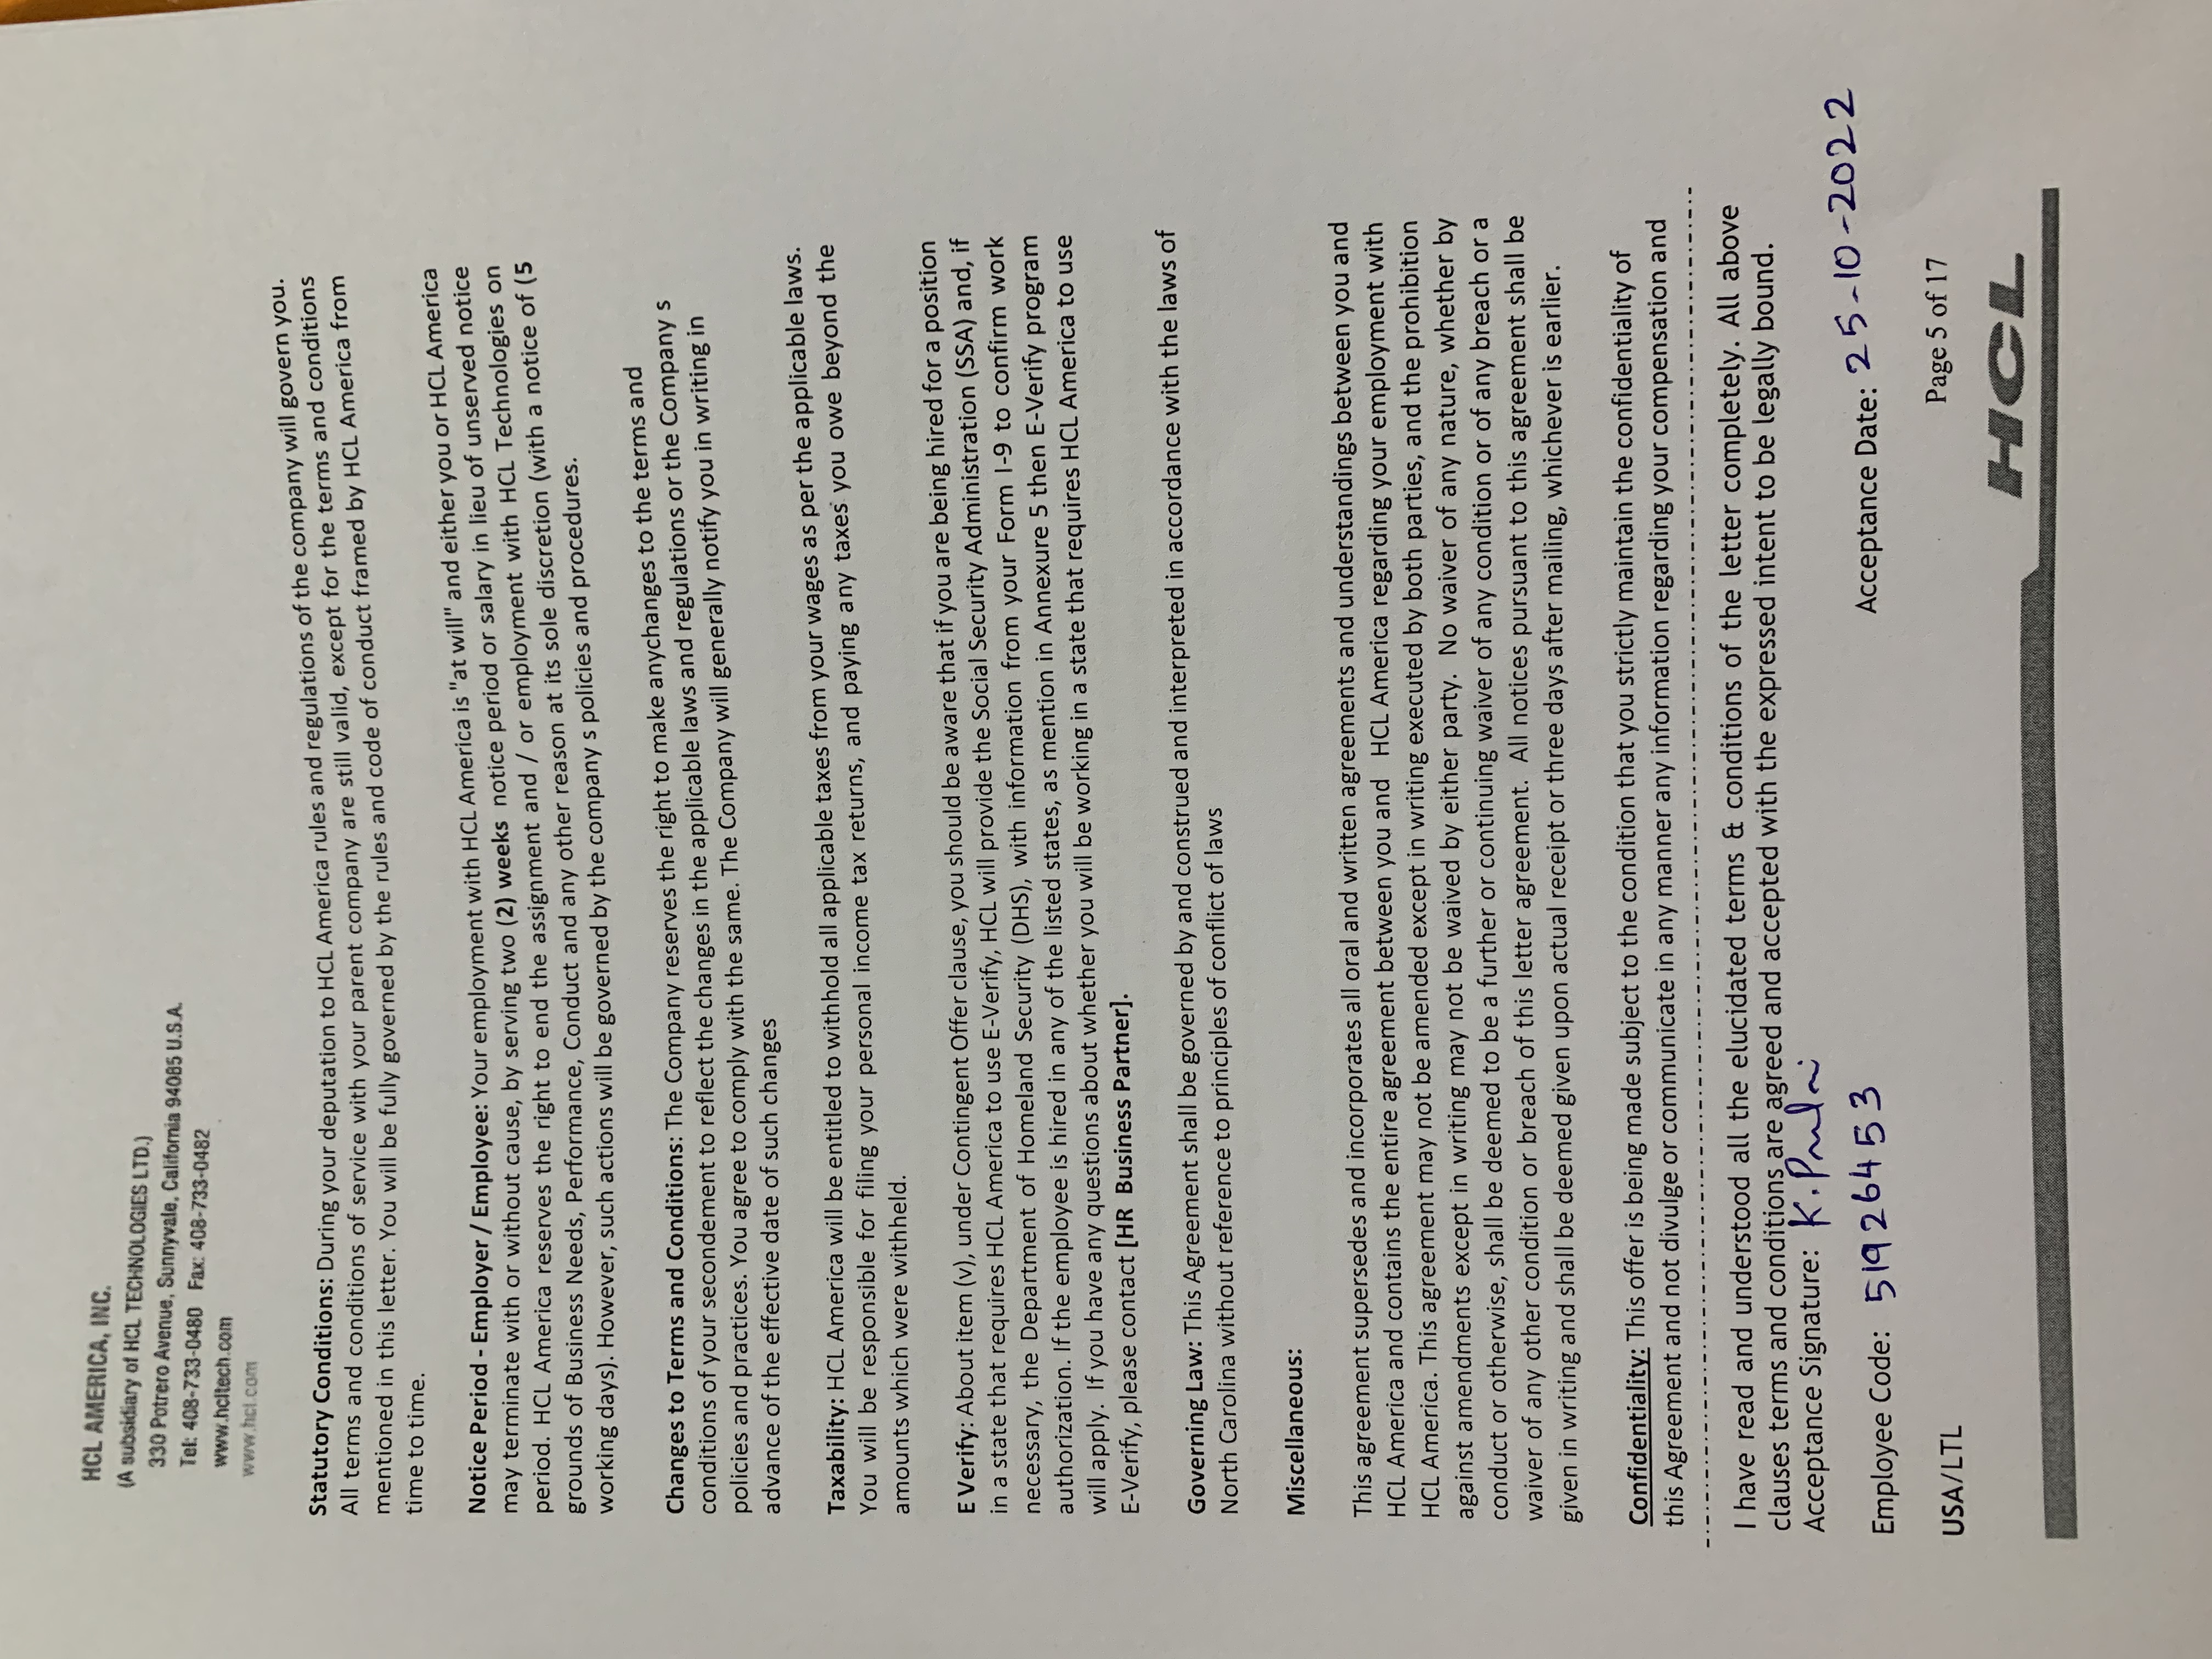 HCL AMERICA, INC.
(A subsidiary of HCL TECHNOLOGIES LTD.)
330 Potrero Avenue, Sunnyvale, California 94085 U.S.A.
Tel: 408-733-0480 Fax: 408-733-0482
www.hcltech.com
www.hcl.com
Statutory Conditions: During your deputation to HCL America rules and regulations of the company will govern you.
All terms and conditions of service with your parent company are still valid, except for the terms and conditions
mentioned in this letter. You will be fully governed by the rules and code of conduct framed by HCL America from
time to time.
Notice Period - Employer / Employee: Your employment with HCL America is "at will" and either you or HCL America
may terminate with or without cause, by serving two (2) weeks notice period or salary in lieu of unserved notice
period. HCL America reserves the right to end the assignment and / or employment with HCL Technologies on
grounds of Business Needs, Performance, Conduct and any other reason at its sole discretion (with a notice of (5
working days). However, such actions will be governed by the company s policies and procedures.
Changes to Terms and Conditions: The Company reserves the right to make anychanges to the terms and
conditions of your secondement to reflect the changes in the applicable laws and regulations or the Company s
policies and practices. You agree to comply with the same. The Company will generally notify you in writing in
advance of the effective date of such changes
Taxability: HCL America will be entitled to withhold all applicable taxes from your wages as per the applicable laws.
You will be responsible for filing your personal income tax returns, and paying any taxes you owe beyond the
amounts which were withheld.
E Verify: About item (v), under Contingent Offer clause, you should be aware that if you are being hired for a position
in a state that requires HCL America to use E-Verify, HCL will provide the Social Security Administration (SSA) and, if
necessary, the Department of Homeland Security (DHS), with information from your Form I-9 to confirm work
authorization. If the employee is hired in any of the listed states, as mention in Annexure 5 then E-Verify program
will apply. If you have any questions about whether you will be working in a state that requires HCL America to use
E-Verify, please contact [HR Business Partner].
Governing Law: This Agreement shall be governed by and construed and interpreted in accordance with the laws of
North Carolina without reference to principles of conflict of laws
Miscellaneous:
This agreement supersedes and incorporates all oral and written agreements and understandings between you and
HCL America and contains the entire agreement between you and HCL America regarding your employment with
HCL America. This agreement may not be amended except in writing executed by both parties, and the prohibition
against amendments except in writing may not be waived by either party. No waiver of any nature, whether by
conduct or otherwise, shall be deemed to be a further or continuing waiver of any condition or of any breach or a
waiver of any other condition or breach of this letter agreement. All notices pursuant to this agreement shall be
given in writing and shall be deemed given upon actual receipt or three days after mailing, whichever is earlier.
Confidentiality: This offer is being made subject to the condition that you strictly maintain the confidentiality of
this Agreement and not divulge or communicate in any manner any information regarding your compensation and
I have read and understood all the elucidated terms & conditions of the letter completely. All above
clauses terms and conditions are agreed and accepted with the expressed intent to be legally bound.
Acceptance Signature: K.
Employee Code: 51926453
Acceptance Date: 25-10-2022
USA/LTL
Page 5 of 17
HCL